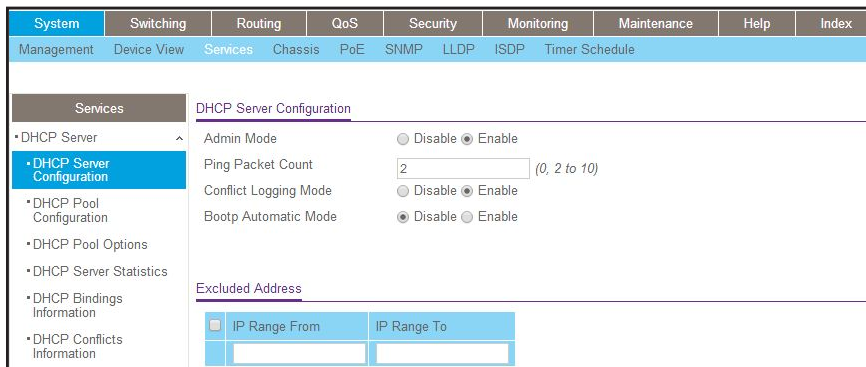 System Switching Routing QoS Security Monitoring Maintenance Help Index
Management Device View Services Chassis PoE SNMP LLDP ISDP Timer Schedule
Services
DHCP Server
DHCP Server
Configuration
DHCP Pool
Configuration
DHCP Pool Options
DHCP Server Statistics
DHCP Bindings
Information
DHCP Conflicts
Information
DHCP Server Configuration
Admin Mode Disable Enable
Ping Packet Count 2 (0, 2 to 10)
Conflict Logging Mode Disable Enable
Bootp Automatic Mode Disable Enable
Excluded Address
IP Range From IP Range To